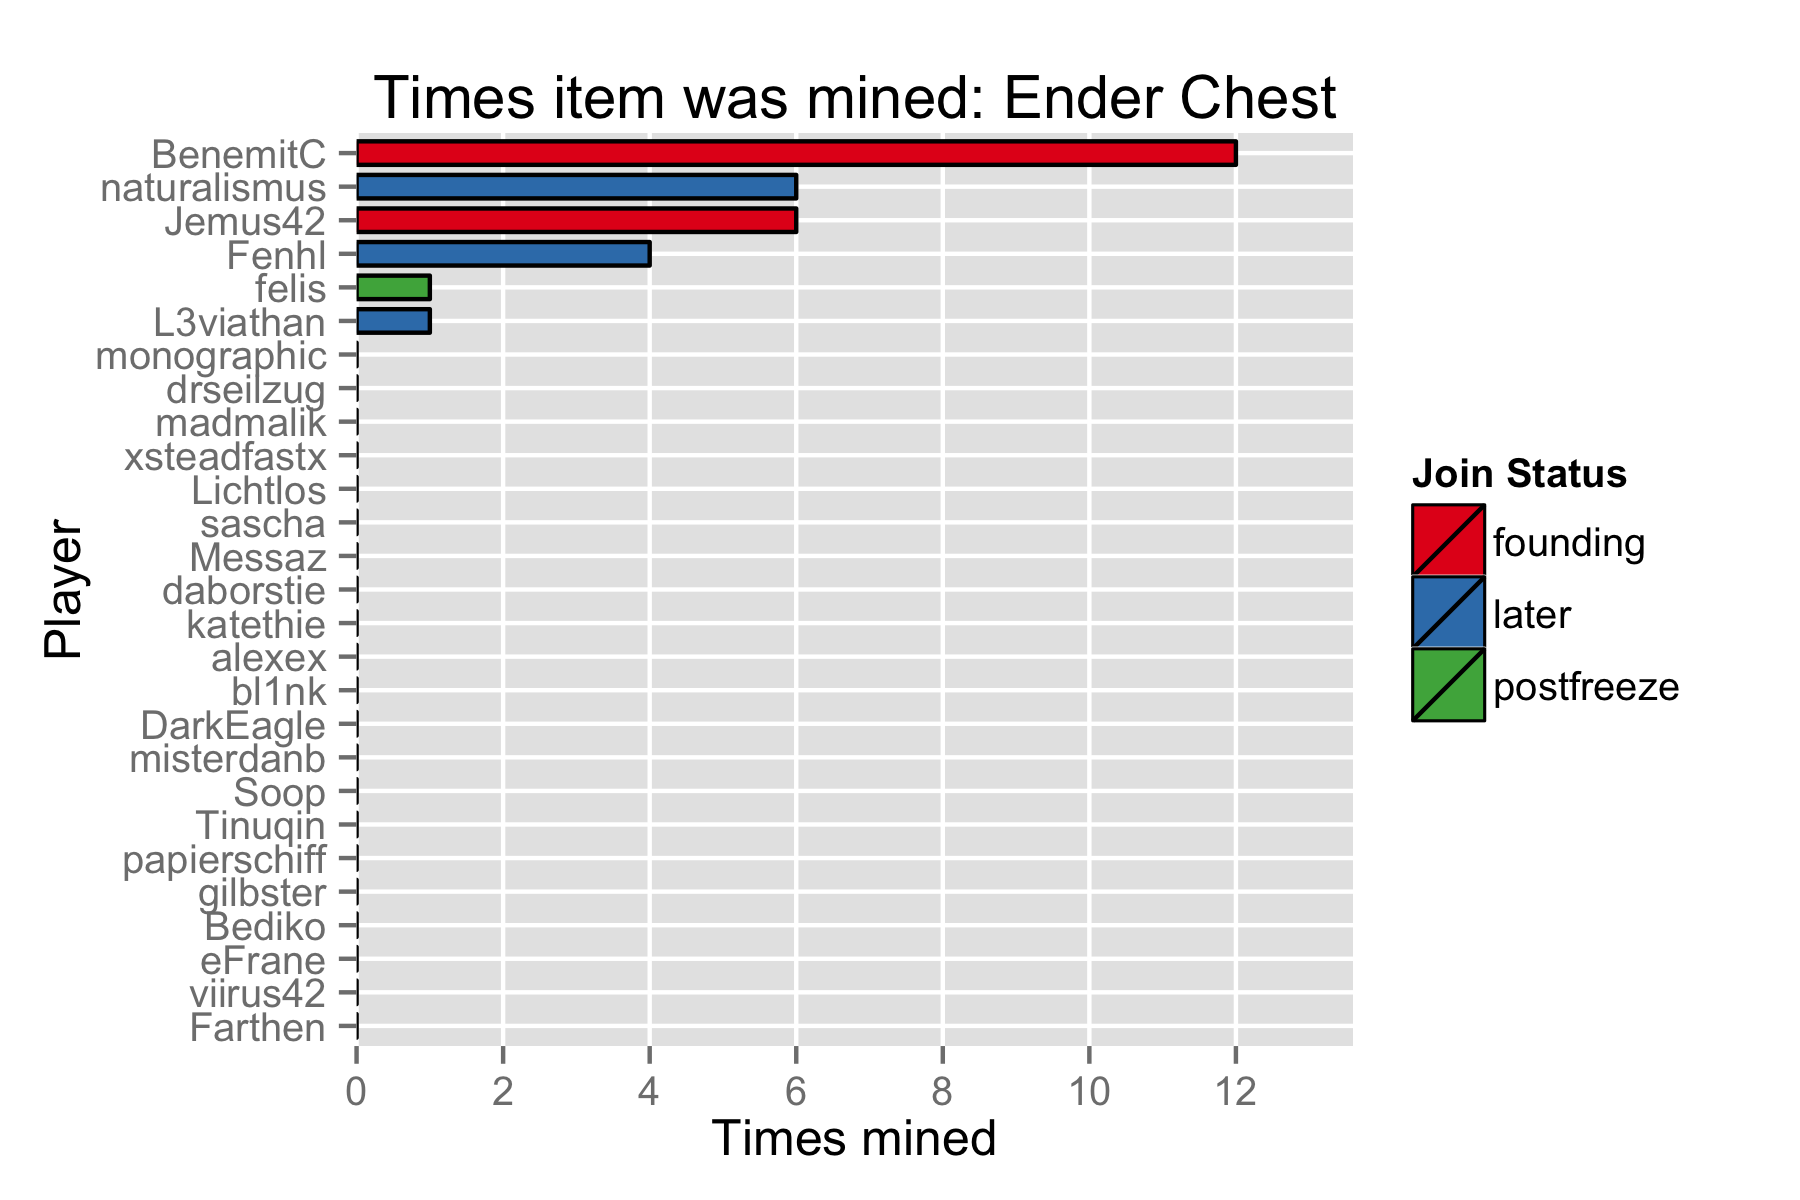 Times item was mined: Ender Chest
BenemitC
naturalismus
Jemus42
Fenhl
felis
L3viathan
monographic
drseilzug
madmalik
xsteadfastx
Lichtlos
sascha
Messaz
daborstie
katethie
alexex
bl1nk
DarkEagle
misterdanb
Soop
Tinuqin
papierschiff
gilbster
Bediko
eFrane
viirus42
Farthen
Player
0 2 4 6 8 10 12
Times mined
Join Status
founding
later
postfreeze